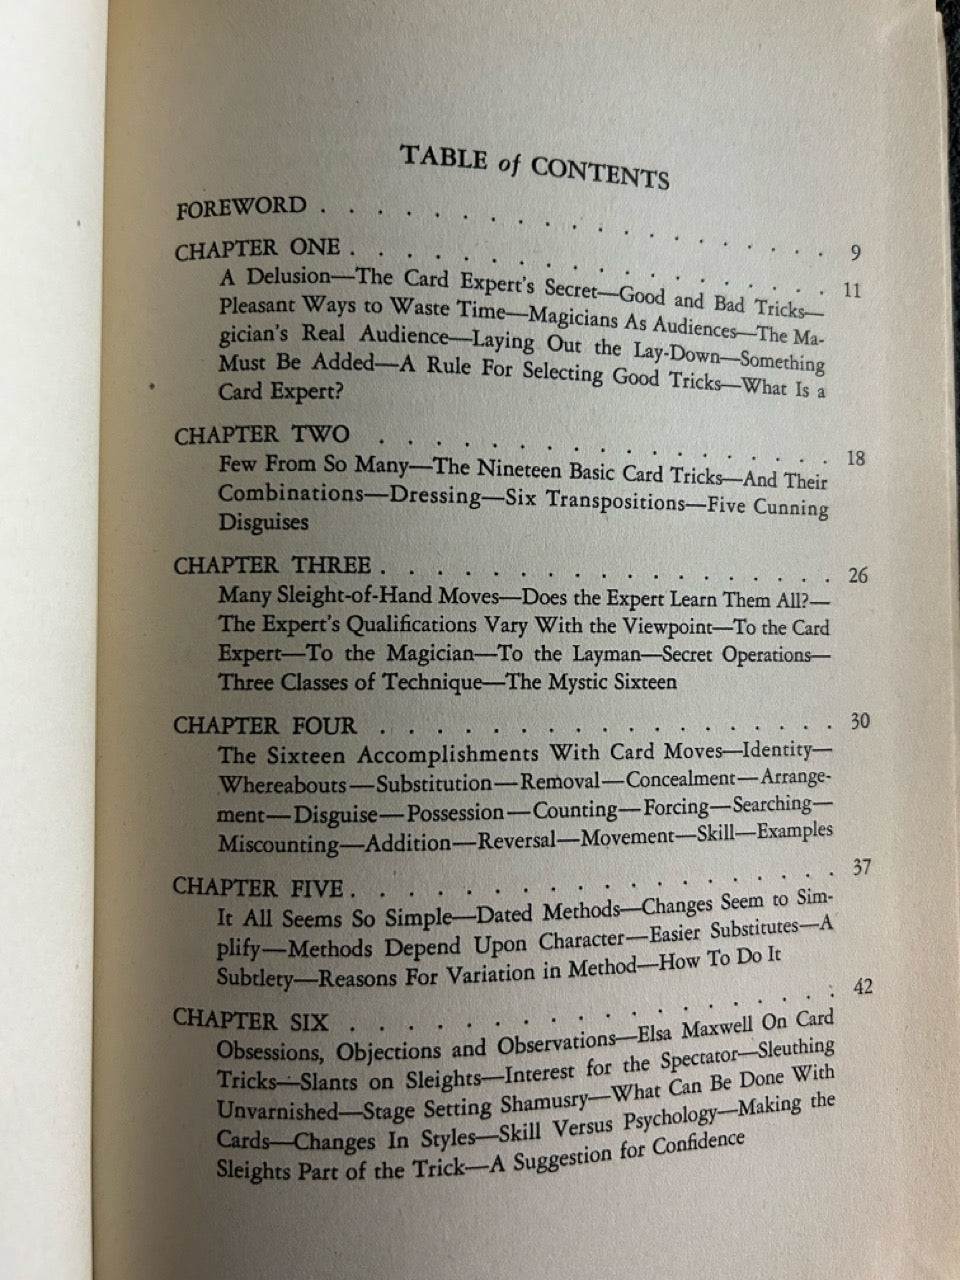 TABLE of CONTENTS
FOREWORD . . . . . . . . . . . . . . . . . . 9
CHAPTER ONE . . . . . . . . . . . . . . . . . 11
A Delusion—The Card Expert's Secret—Good and Bad Tricks—
Pleasant Ways to Waste Time—Magicians As Audiences—The Ma-
gician's Real Audience—Laying Out the Lay-Down—Something
Must Be Added—A Rule For Selecting Good Tricks—What Is a
Card Expert?
CHAPTER TWO . . . . . . . . . . . . . . . . 18
Few From So Many—The Nineteen Basic Card Tricks—And Their
Combinations—Dressing—Six Transpositions—Five Cunning
Disguises
CHAPTER THREE . . . . . . . . . . . . . . . . 26
Many Sleight-of-Hand Moves—Does the Expert Learn Them All?—
The Expert's Qualifications Vary With the Viewpoint—To the Card
Expert—To the Magician—To the Layman—Secret Operations—
Three Classes of Technique—The Mystic Sixteen
CHAPTER FOUR . . . . . . . . . . . . . . . . . 30
The Sixteen Accomplishments With Card Moves—Identity—
Whereabouts—Substitution—Removal—Concealment—Arrange-
ment—Disguise—Possession—Counting—Forcing—Searching—
Miscounting—Addition—Reversal—Movement—Skill—Examples
CHAPTER FIVE . . . . . . . . . . . . . . . . . 37
It All Seems So Simple—Dated Methods—Changes Seem to Sim-
plify—Methods Depend Upon Character—Easier Substitutes—A
Subtlety—Reasons For Variation in Method—How To Do It
CHAPTER SIX . . . . . . . . . . . . . . . . . 42
Obsessions, Objections and Observations—Elsa Maxwell On Card
Tricks—Slants on Sleights—Interest for the Spectator—Sleuthing
Unvarnished—Stage Setting Shamusry—What Can Be Done With
Cards—Changes In Styles—Skill Versus Psychology—Making the
Sleights Part of the Trick—A Suggestion for Confidence